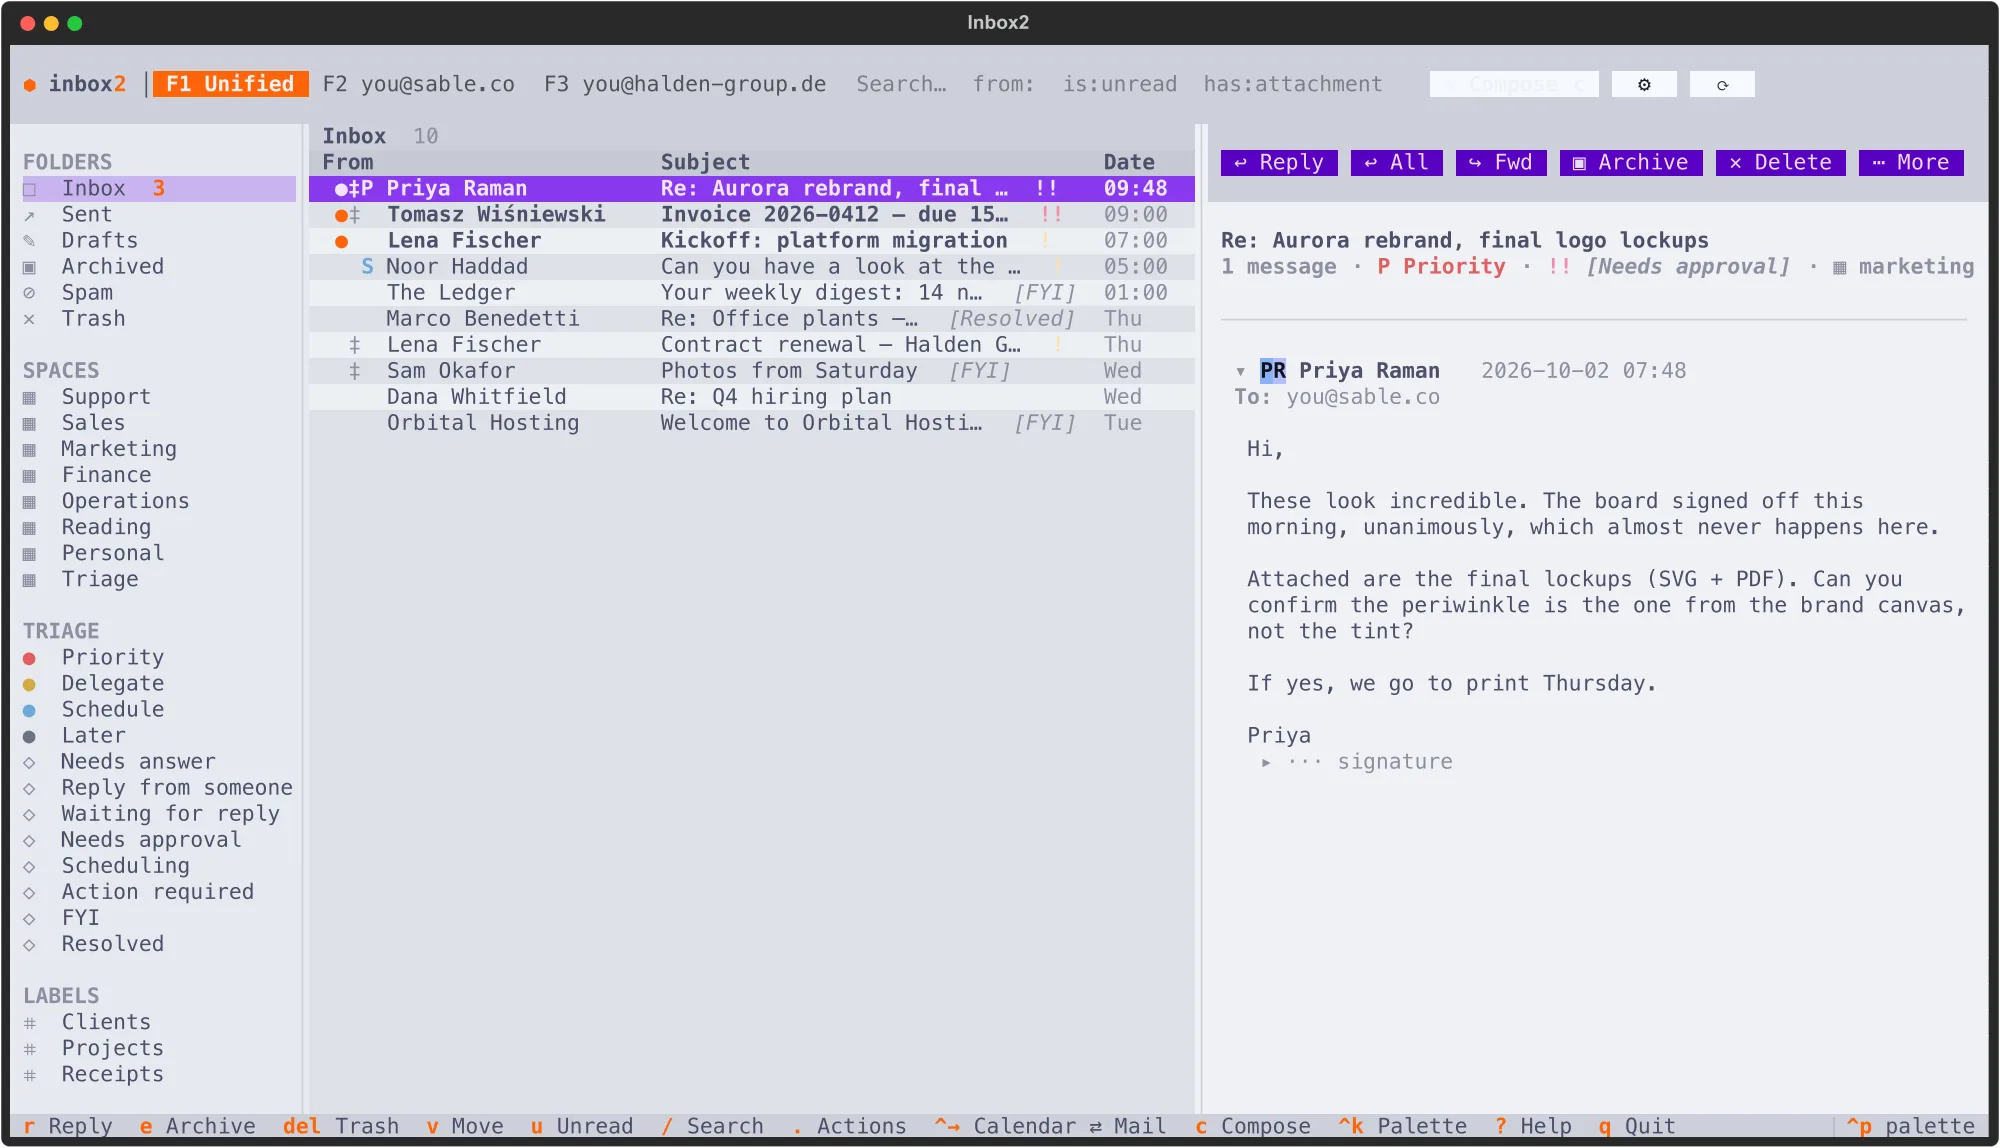 Inbox2
inbox2 F1 Unified F2 you@sable.co F3 you@halden-group.de Search… from: is:unread has:attachment Compose c
FOLDERS
□ Inbox 3
↗ Sent
✎ Drafts
▣ Archived
⊘ Spam
× Trash
SPACES
▦ Support
▦ Sales
▦ Marketing
▦ Finance
▦ Operations
▦ Reading
▦ Personal
▦ Triage
TRIAGE
● Priority
● Delegate
● Schedule
● Later
◇ Needs answer
◇ Reply from someone
◇ Waiting for reply
◇ Needs approval
◇ Scheduling
◇ Action required
◇ FYI
◇ Resolved
LABELS
# Clients
# Projects
# Receipts
Inbox 10
From Subject Date
●‡P Priya Raman Re: Aurora rebrand, final … !! 09:48
●‡ Tomasz Wiśniewski Invoice 2026-0412 — due 15… !! 09:00
● Lena Fischer Kickoff: platform migration ! 07:00
S Noor Haddad Can you have a look at the … ! 05:00
The Ledger Your weekly digest: 14 n… [FYI] 01:00
Marco Benedetti Re: Office plants —… [Resolved] Thu
‡ Lena Fischer Contract renewal — Halden G… ! Thu
‡ Sam Okafor Photos from Saturday [FYI] Wed
Dana Whitfield Re: Q4 hiring plan Wed
Orbital Hosting Welcome to Orbital Hosti… [FYI] Tue
↩ Reply ↩ All ↪ Fwd ▣ Archive × Delete ⋯ More
Re: Aurora rebrand, final logo lockups
1 message · P Priority · !! [Needs approval] · ▦ marketing
▾ PR Priya Raman 2026-10-02 07:48
To: you@sable.co
Hi,
These look incredible. The board signed off this
morning, unanimously, which almost never happens here.
Attached are the final lockups (SVG + PDF). Can you
confirm the periwinkle is the one from the brand canvas,
not the tint?
If yes, we go to print Thursday.
Priya
▸ ··· signature
r Reply e Archive del Trash v Move u Unread / Search . Actions ^→ Calendar ⇄ Mail c Compose ^k Palette ? Help q Quit ^p palette